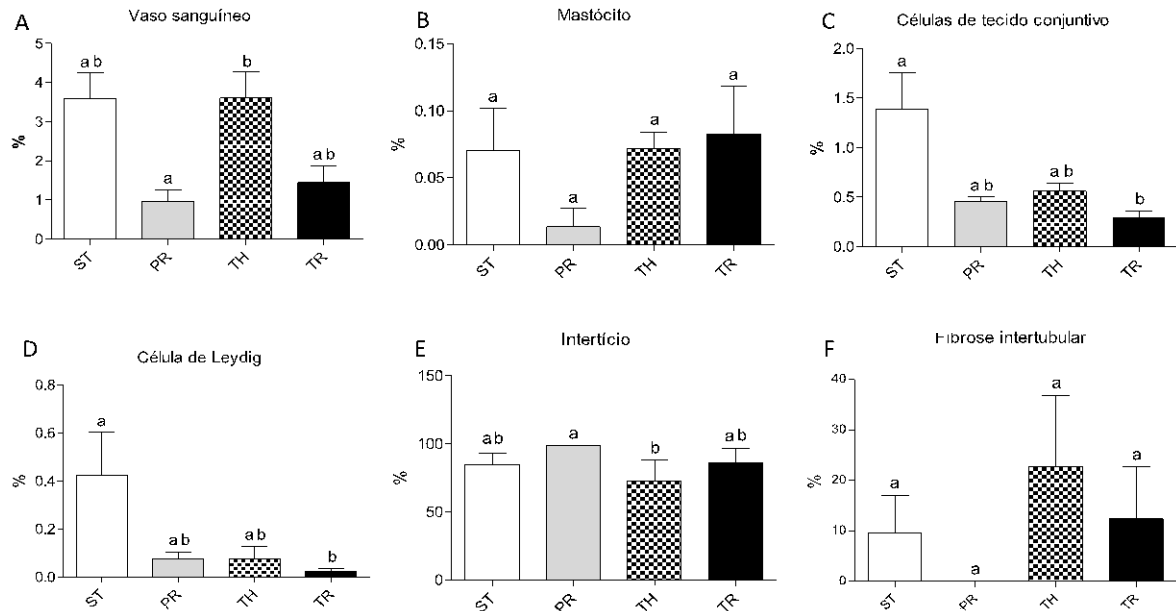 A
Vaso sanguíneo
5
4
3
2
1
0
%
a b
a
b
a b
ST
PR
TH
TR
B
Mastócito
0.15
0.10
0.05
0.00
%
a
a
a
a
ST
PR
TH
TR
C
Células de tecido conjuntivo
2.0
1.5
1.0
0.5
0.0
%
a
a b
a b
b
ST
PR
TH
TR
D
Célula de Leydig
0.8
0.6
0.4
0.2
0.0
%
a
a b
a b
b
ST
PR
TH
TR
E
Intertício
150
100
50
0
%
a b
a
b
a b
ST
PR
TH
TR
F
Fibrose intertubular
40
30
20
10
0
%
a
a
a
a
ST
PR
TH
TR